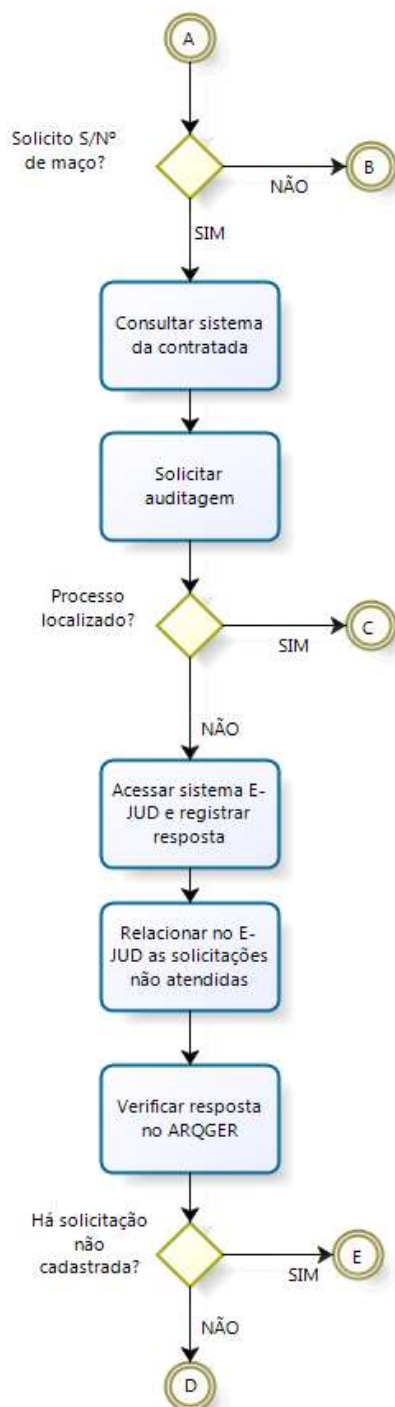 A
Solicito S/Nº
de maço?
NÃO
B
SIM
Consultar sistema
da contratada
Solicitar
auditagem
Processo
localizado?
SIM
C
NÃO
Acessar sistema E-
JUD e registrar
resposta
Relacionar no E-
JUD as solicitações
não atendidas
Verificar resposta
no ARQGER
Há solicitação
não
cadastrada?
SIM
E
NÃO
D